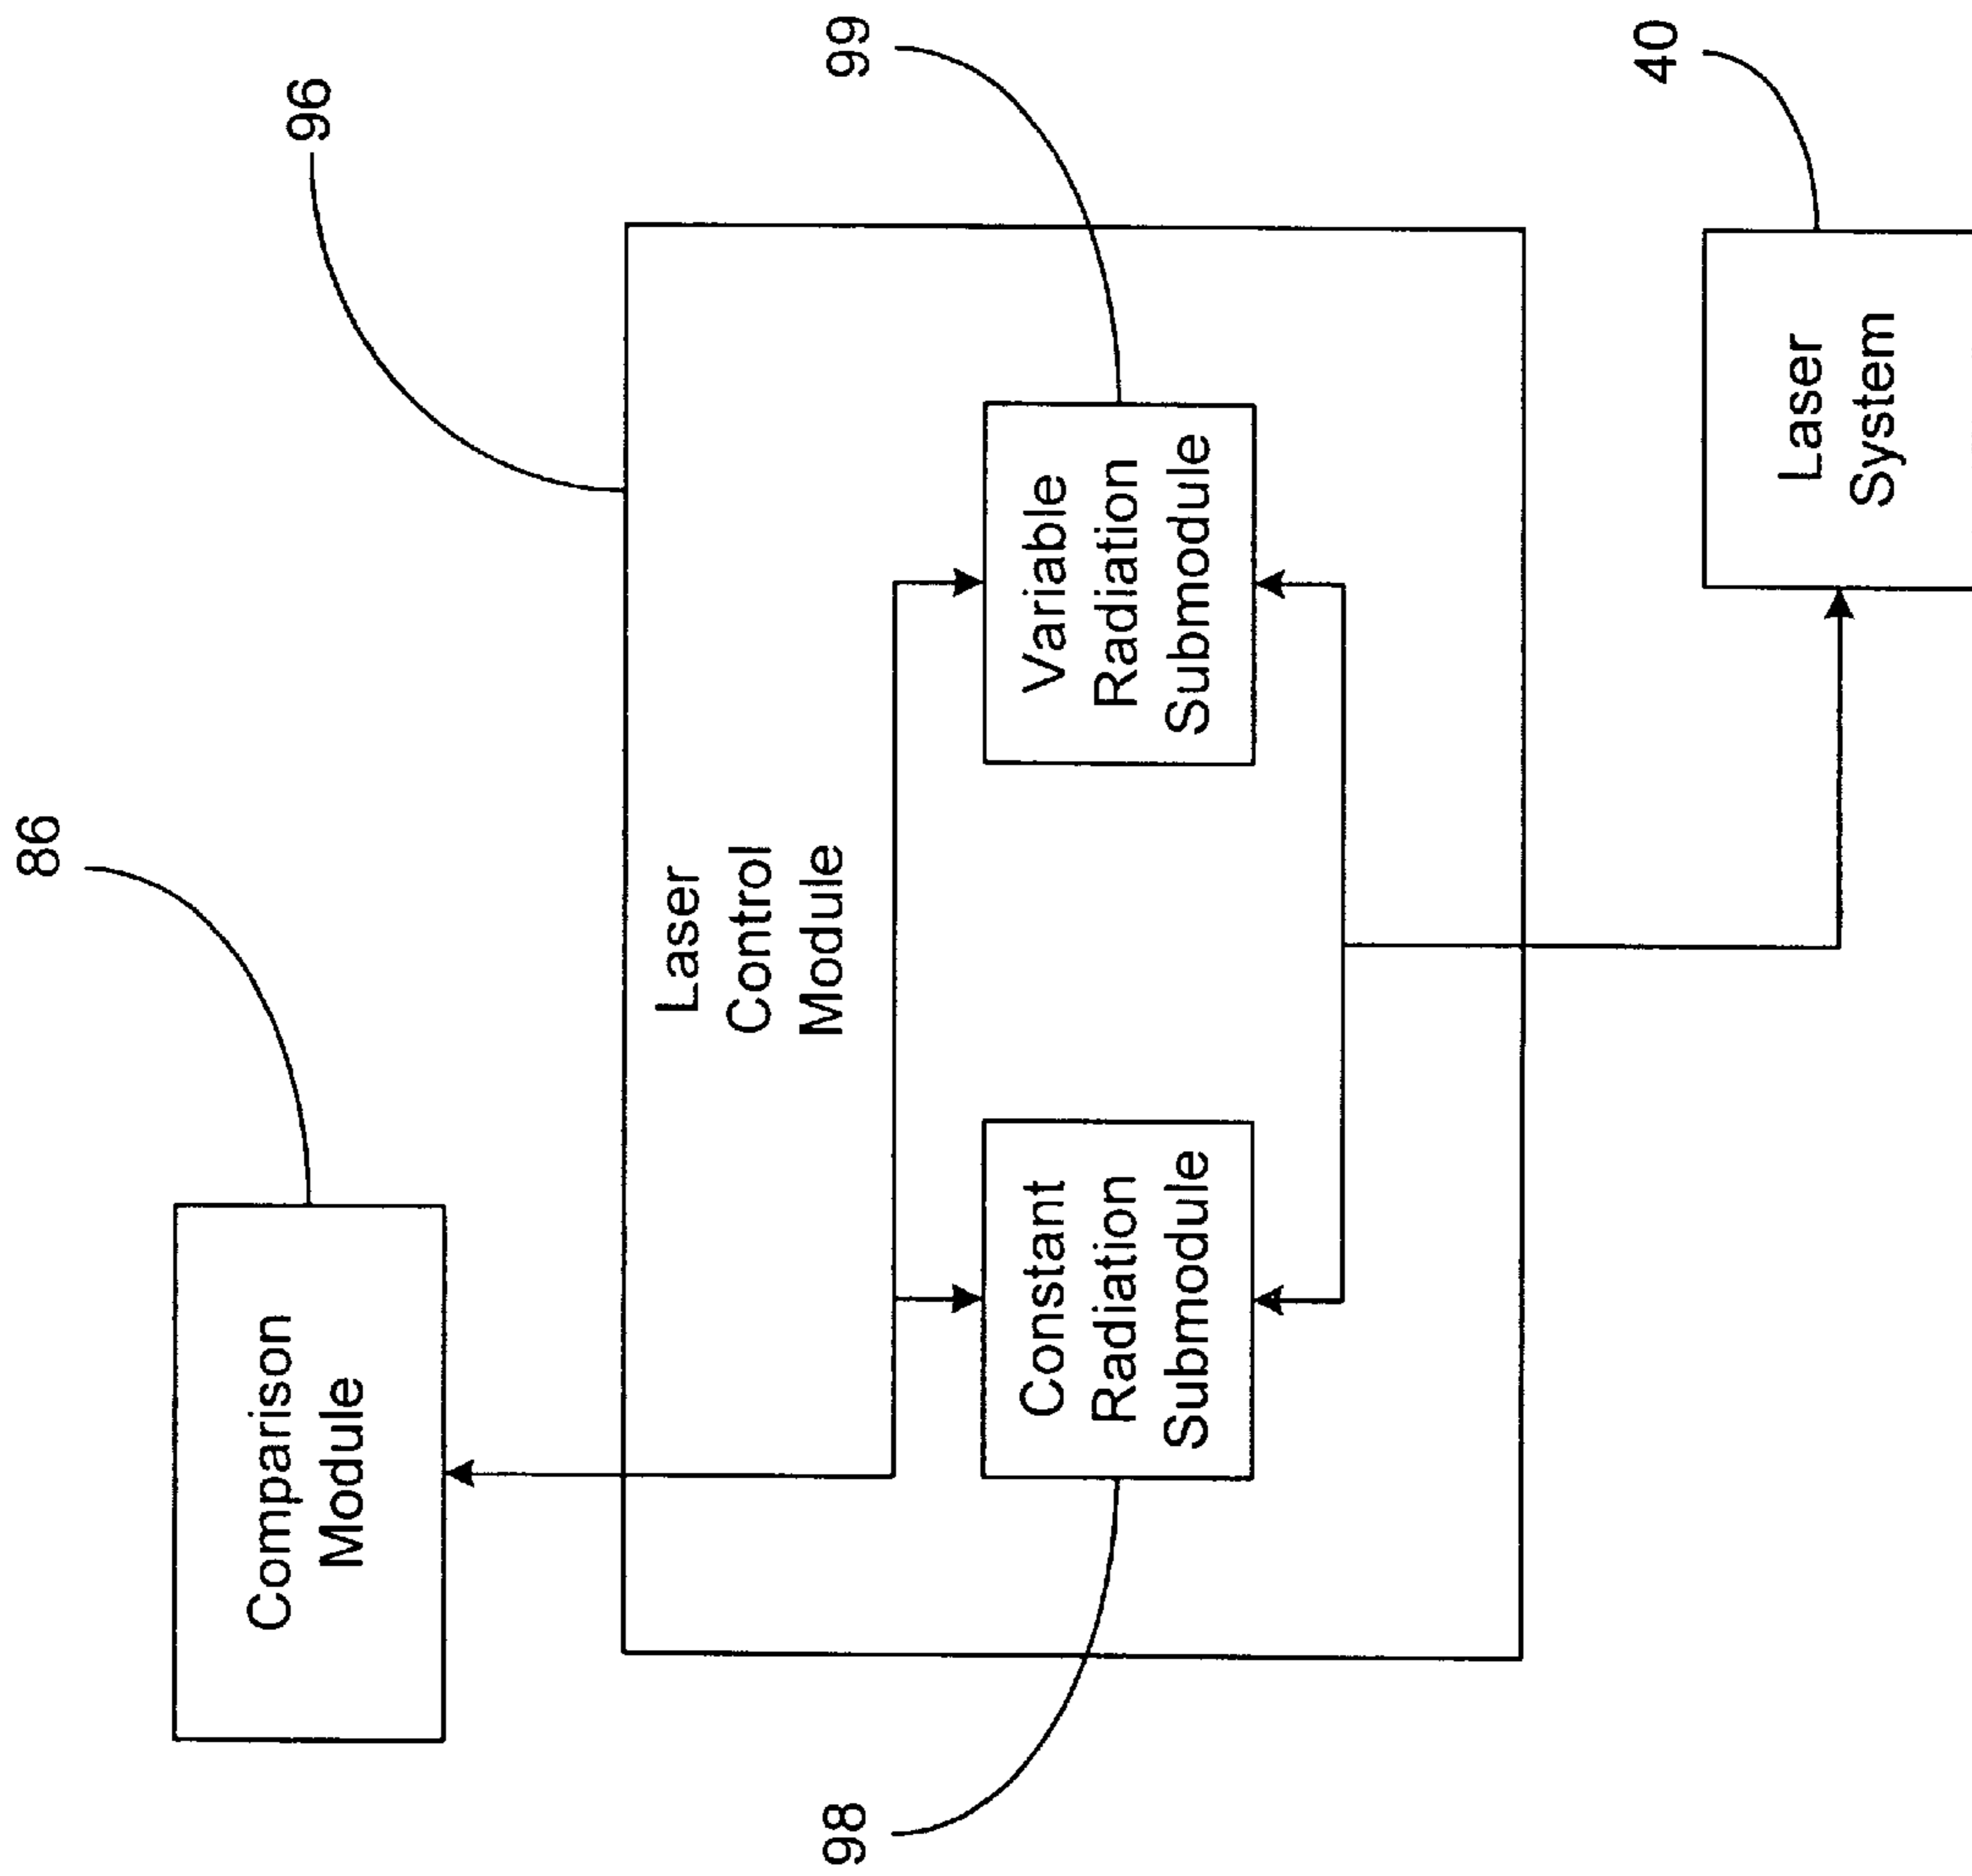 86
Comparison
Module
96
Laser
Control
Module
98
Constant
Radiation
Submodule
99
Variable
Radiation
Submodule
40
Laser
System